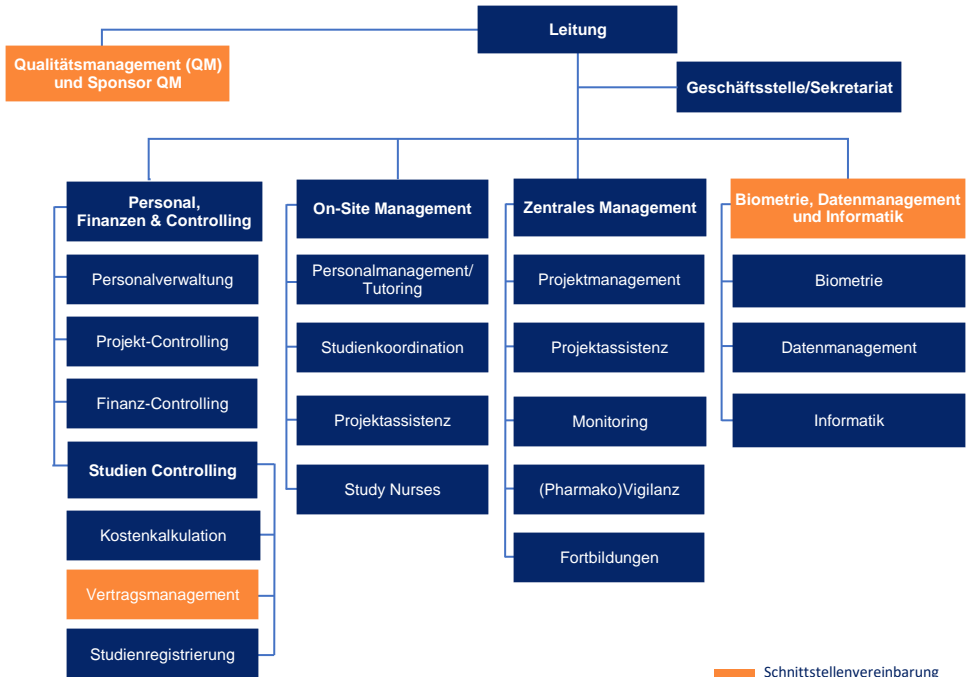 Leitung
Qualitätsmanagement (QM)
und Sponsor QM
Geschäftsstelle/Sekretariat
Personal,
Finanzen & Controlling
Personalverwaltung
Projekt-Controlling
Finanz-Controlling
Studien Controlling
Kostenkalkulation
Vertragsmanagement
Studienregistrierung
On-Site Management
Personalmanagement/
Tutoring
Studienkoordination
Projektassistenz
Study Nurses
Zentrales Management
Projektmanagement
Projektassistenz
Monitoring
(Pharmako)Vigilanz
Fortbildungen
Biometrie, Datenmanagement
und Informatik
Biometrie
Datenmanagement
Informatik
Schnittstellenvereinbarung